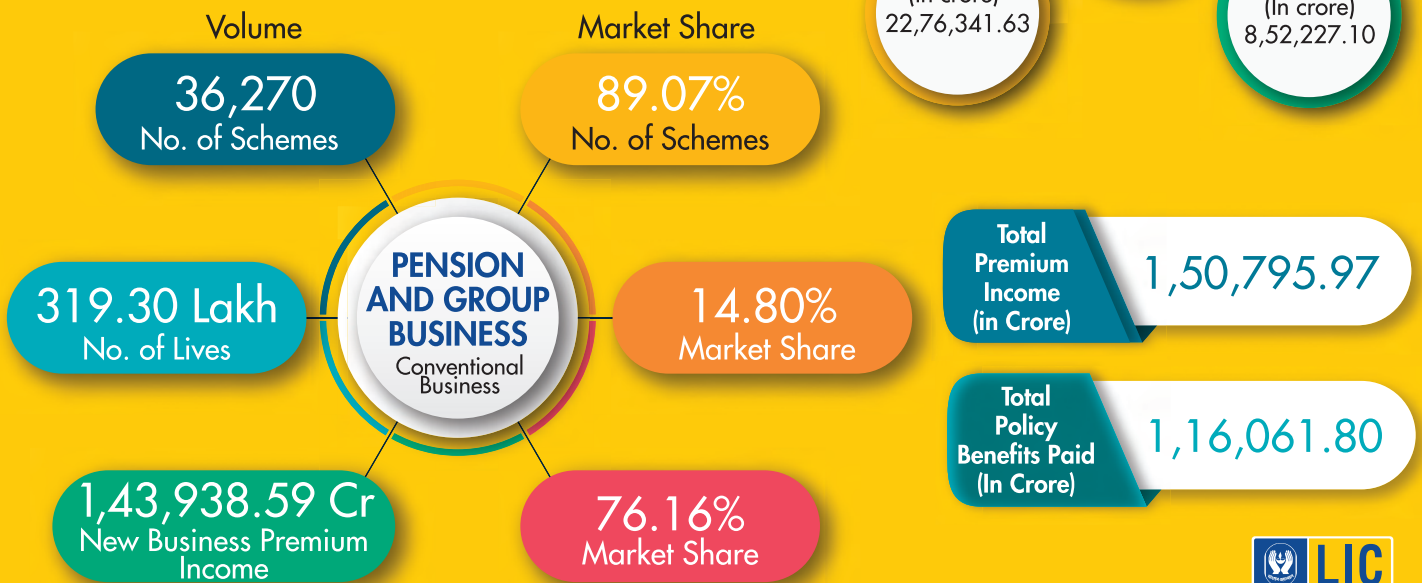 (In crore)
22,76,341.63
(In crore)
8,52,227.10
Volume
Market Share
36,270
No. of Schemes
89.07%
No. of Schemes
PENSION
AND GROUP
BUSINESS
Conventional
Business
319.30 Lakh
No. of Lives
14.80%
Market Share
1,43,938.59 Cr
New Business Premium
Income
76.16%
Market Share
Total
Premium
Income
(in Crore)
1,50,795.97
Total
Policy
Benefits Paid
(In Crore)
1,16,061.80
LIC